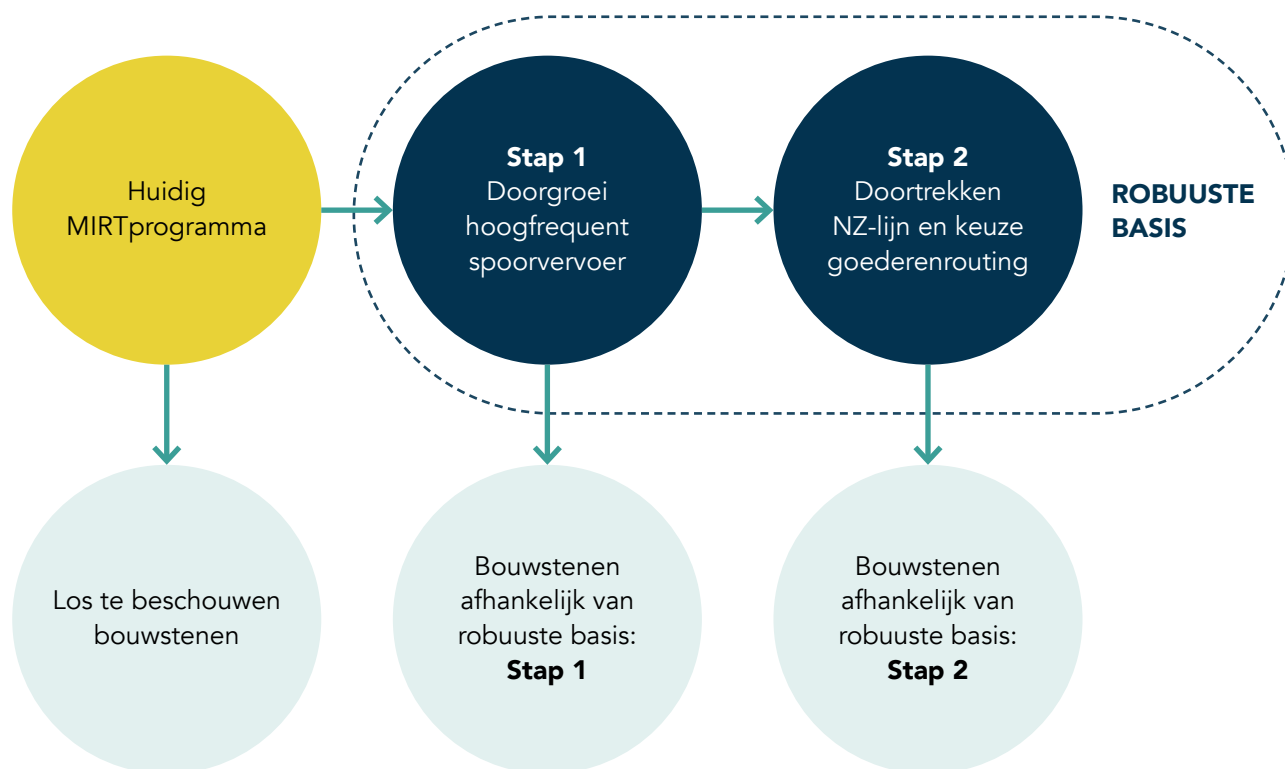 Huidig
MIRTprogramma
Stap 1
Doorgroei
hoogfrequent
spoorvervoer
Stap 2
Doortrekken
NZ-lijn en keuze
goederenrouting
ROBUUSTE
BASIS
Los te beschouwen
bouwstenen
Bouwstenen
afhankelijk van
robuuste basis:
Stap 1
Bouwstenen
afhankelijk van
robuuste basis:
Stap 2